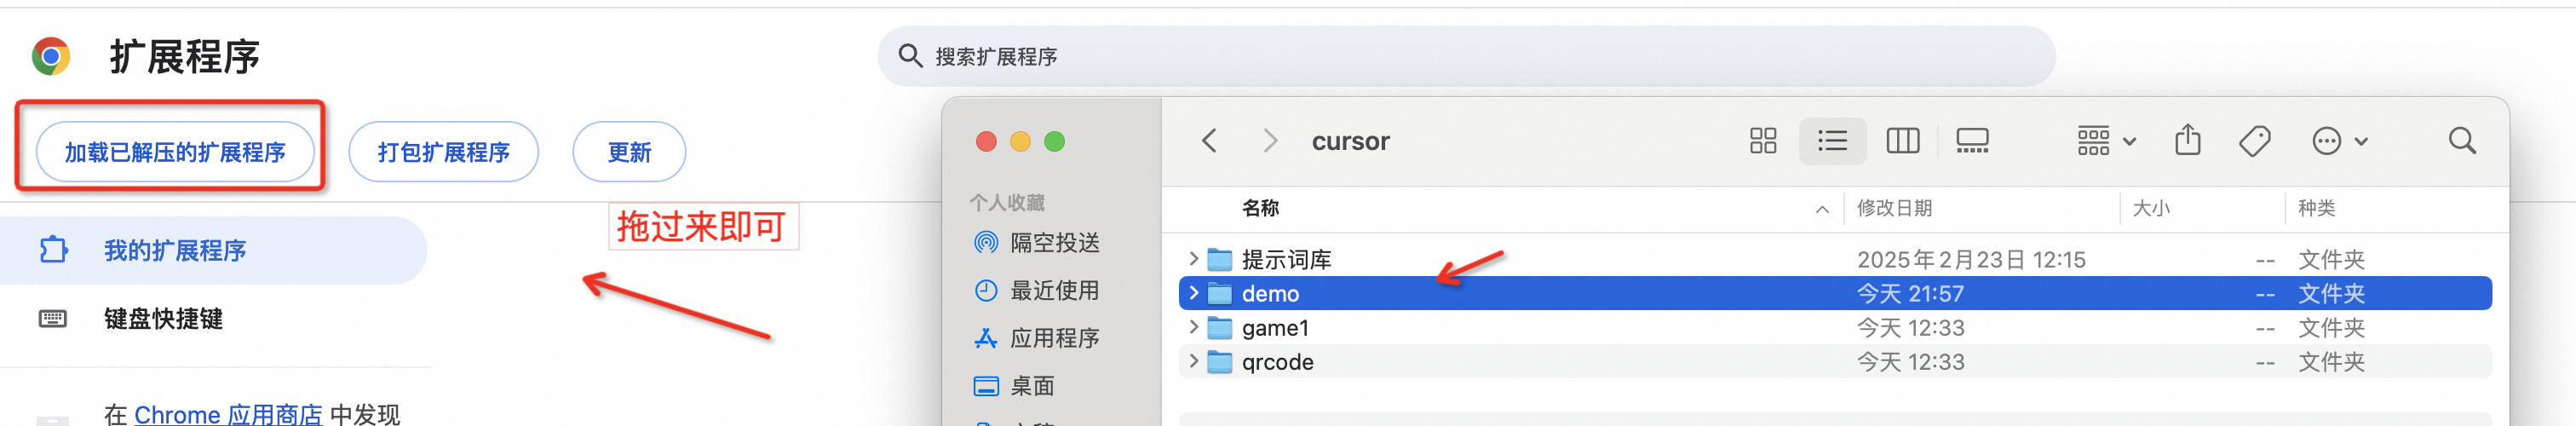 扩展程序
搜索扩展程序
加载已解压的扩展程序 打包扩展程序 更新
拖过来即可
我的扩展程序
键盘快捷键
在 Chrome 应用商店 中发现
cursor
个人收藏
隔空投送
最近使用
应用程序
桌面
名称 修改日期 大小 种类
提示词库 2025年2月23日 12:15 -- 文件夹
demo 今天 21:57 -- 文件夹
game1 今天 12:33 -- 文件夹
qrcode 今天 12:33 -- 文件夹